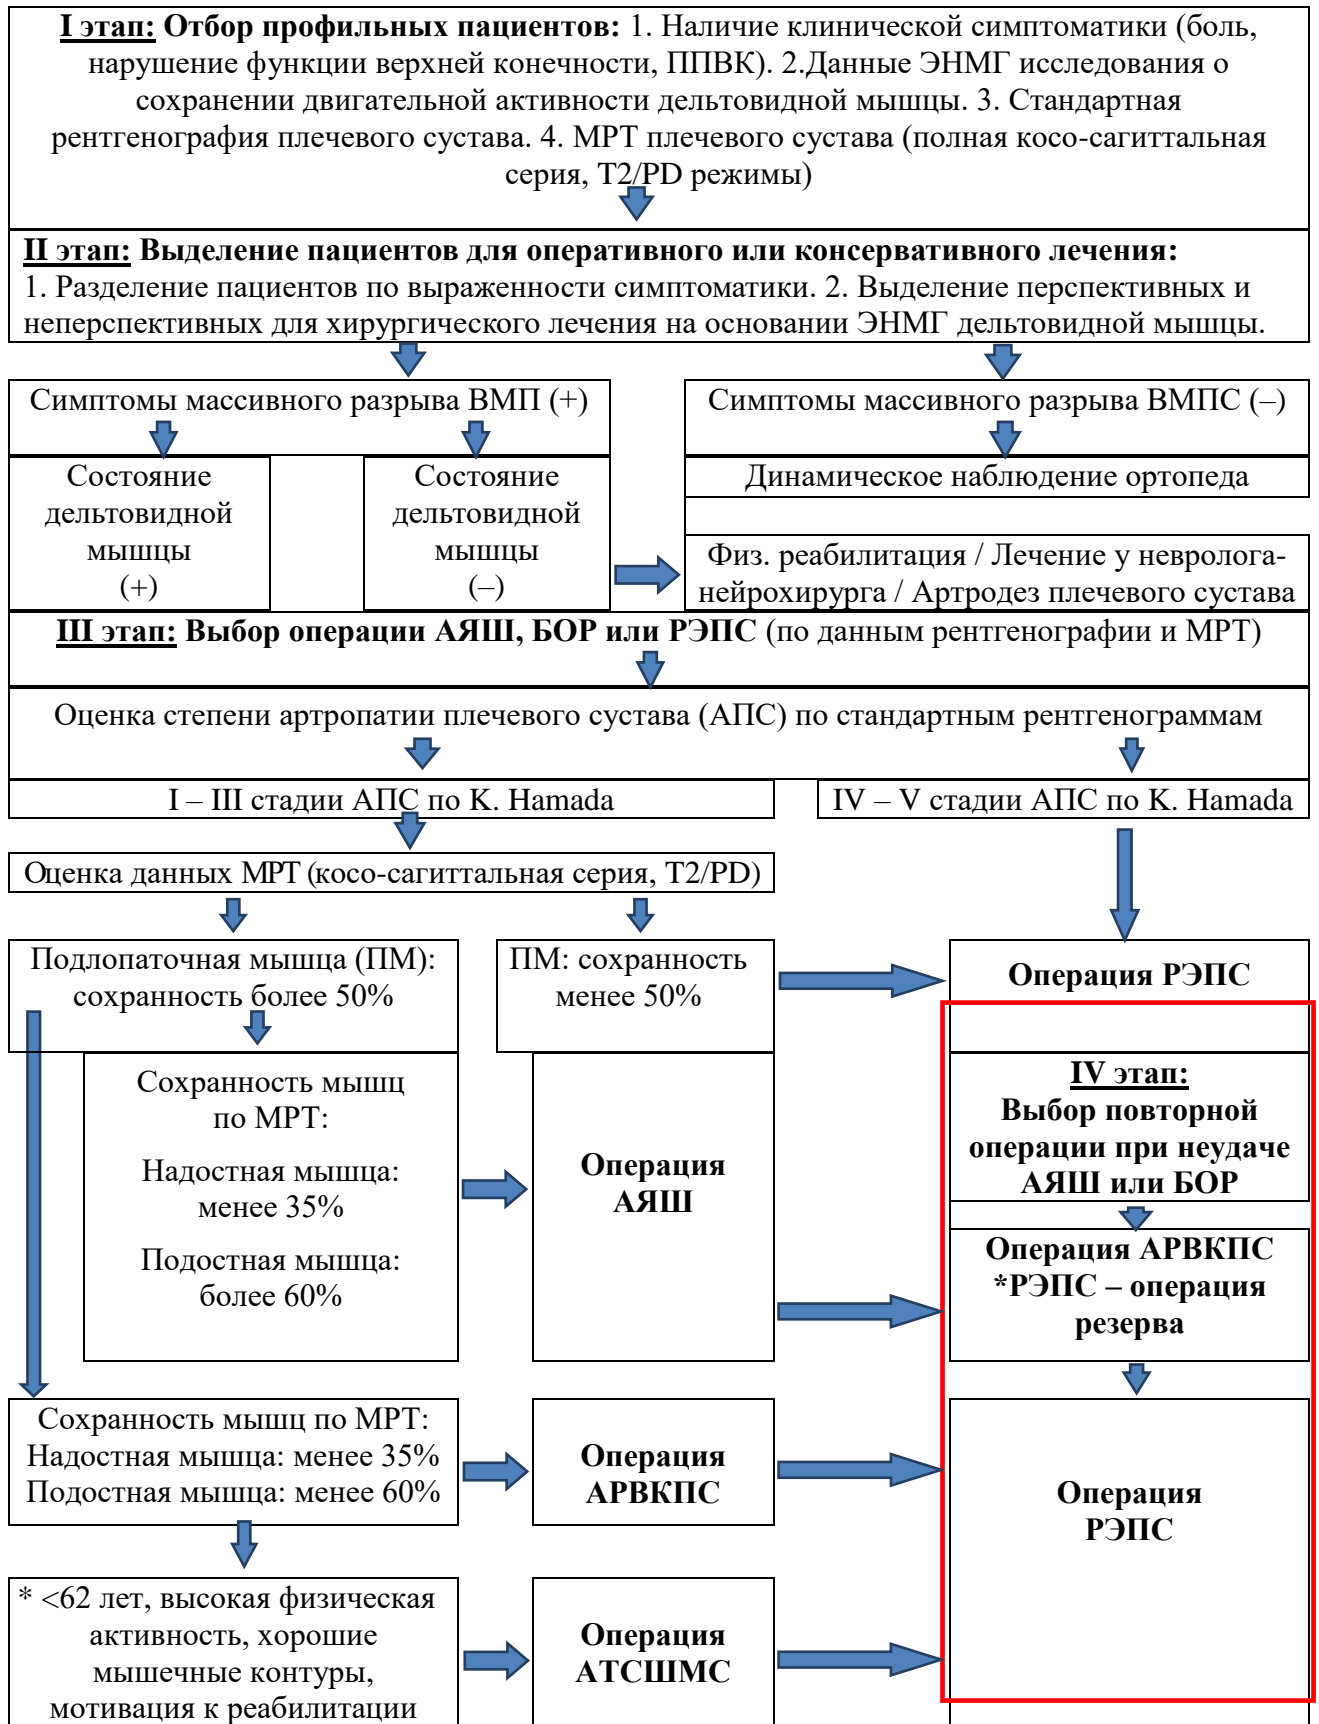 I этап: Отбор профильных пациентов: 1. Наличие клинической симптоматики (боль,
нарушение функции верхней конечности, ППВК). 2.Данные ЭНМГ исследования о
сохранении двигательной активности дельтовидной мышцы. 3. Стандартная
рентгенография плечевого сустава. 4. МРТ плечевого сустава (полная косо-сагиттальная
серия, T2/PD режимы)
II этап: Выделение пациентов для оперативного или консервативного лечения:
1. Разделение пациентов по выраженности симптоматики. 2. Выделение перспективных и
неперспективных для хирургического лечения на основании ЭНМГ дельтовидной мышцы.
Симптомы массивного разрыва ВМП (+)
Симптомы массивного разрыва ВМПС (–)
Состояние
дельтовидной
мышцы
(+)
Состояние
дельтовидной
мышцы
(–)
Динамическое наблюдение ортопеда
Физ. реабилитация / Лечение у невролога-
нейрохирурга / Артродез плечевого сустава
III этап: Выбор операции АЯШ, БОР или РЭПС (по данным рентгенографии и МРТ)
Оценка степени артропатии плечевого сустава (АПС) по стандартным рентгенограммам
I – III стадии АПС по K. Hamada
IV – V стадии АПС по K. Hamada
Оценка данных МРТ (косо-сагиттальная серия, T2/PD)
Подлопаточная мышца (ПМ):
сохранность более 50%
ПМ: сохранность
менее 50%
Операция РЭПС
Сохранность мышц
по МРТ:
Надостная мышца:
менее 35%
Подостная мышца:
более 60%
Операция
АЯШ
IV этап:
Выбор повторной
операции при неудаче
АЯШ или БОР
Операция АРВКПС
*РЭПС – операция
резерва
Сохранность мышц по МРТ:
Надостная мышца: менее 35%
Подостная мышца: менее 60%
Операция
АРВКПС
Операция
РЭПС
* <62 лет, высокая физическая
активность, хорошие
мышечные контуры,
мотивация к реабилитации
Операция
АТСШМС